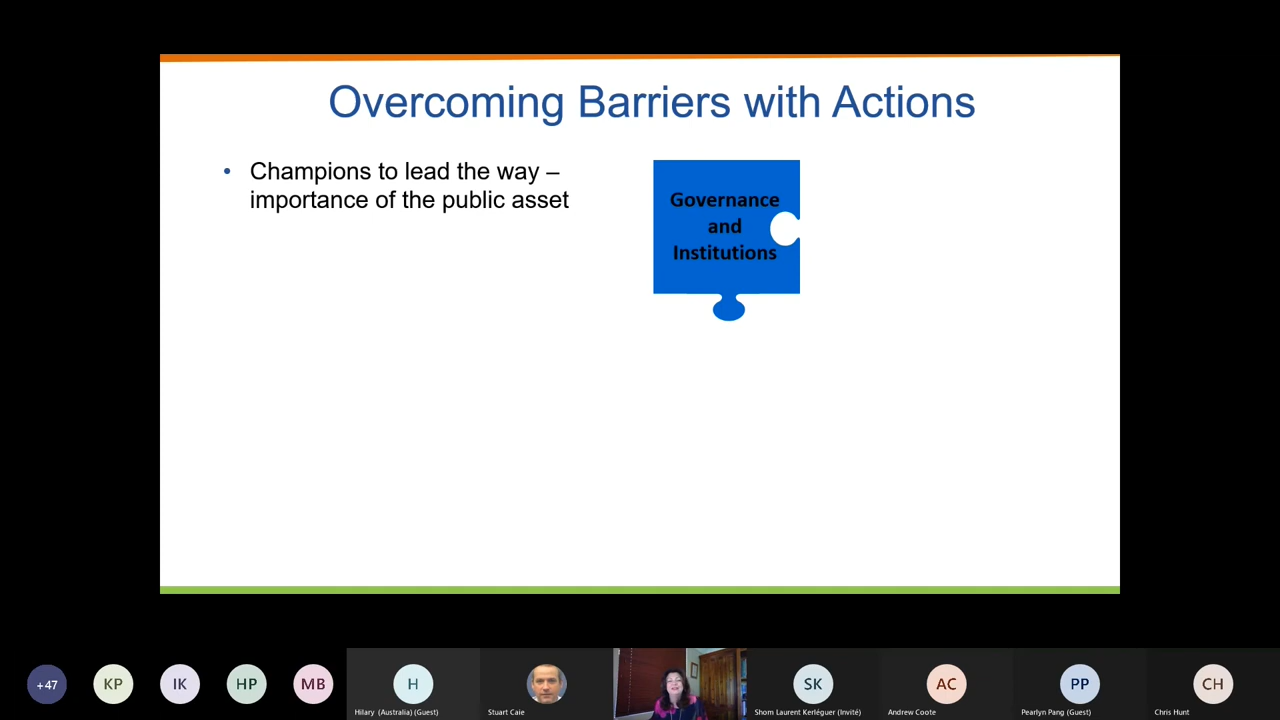 Overcoming Barriers with Actions
• Champions to lead the way –
importance of the public asset
Governance
and
Institutions
+47
KP
IK
HP
MB
H
SK
AC
PP
CH
Hilary (Australia) (Guest)
Stuart Caie
Shom Laurent Kerléguer (Invité)
Andrew Coote
Pearlyn Pang (Guest)
Chris Hunt